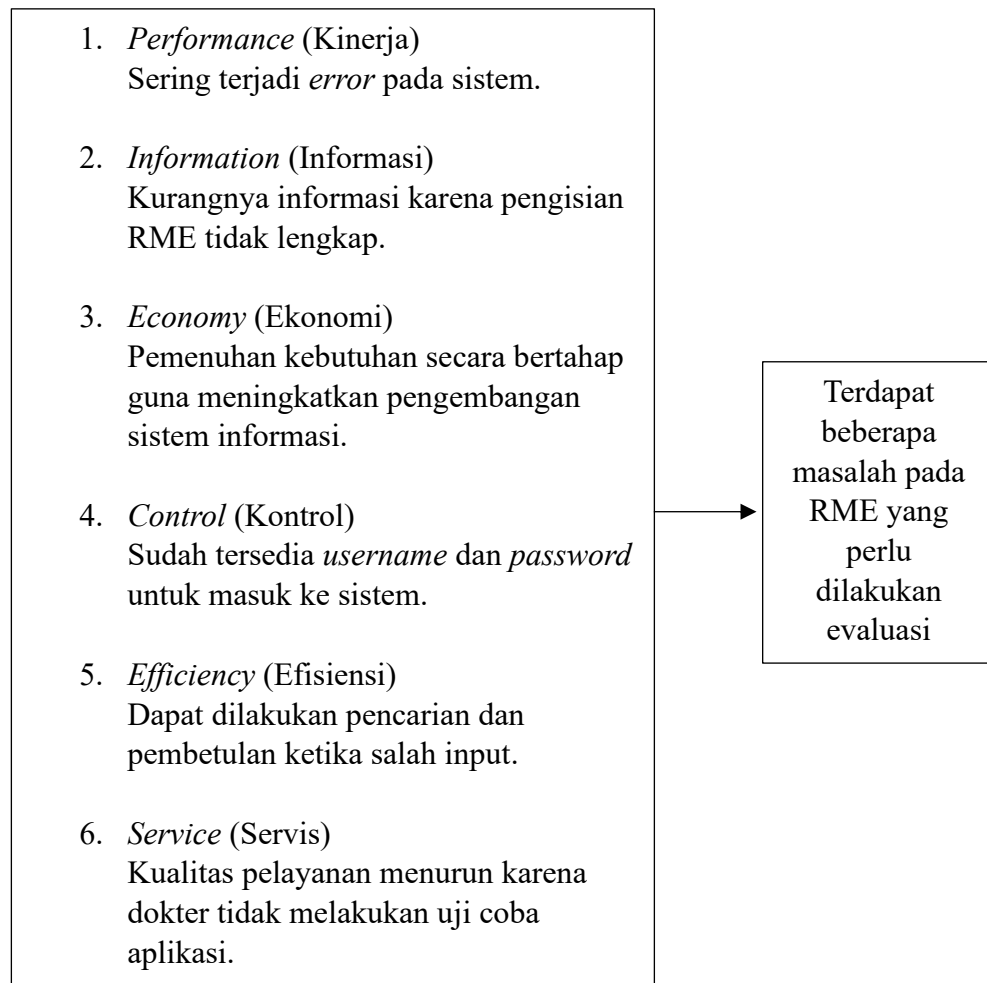 1. Performance (Kinerja)
Sering terjadi error pada sistem.
2. Information (Informasi)
Kurangnya informasi karena pengisian
RME tidak lengkap.
3. Economy (Ekonomi)
Pemenuhan kebutuhan secara bertahap
guna meningkatkan pengembangan
sistem informasi.
4. Control (Kontrol)
Sudah tersedia username dan password
untuk masuk ke sistem.
5. Efficiency (Efisiensi)
Dapat dilakukan pencarian dan
pembetulan ketika salah input.
6. Service (Servis)
Kualitas pelayanan menurun karena
dokter tidak melakukan uji coba
aplikasi.
Terdapat
beberapa
masalah pada
RME yang
perlu
dilakukan
evaluasi